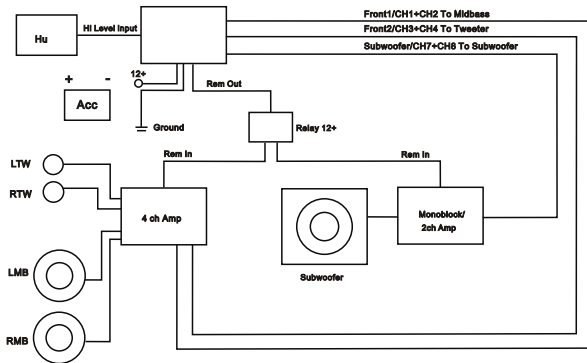 Front1/CH1+CH2 To Midbass
Hi Level Input
Front2/CH3+CH4 To Tweeter
Hu
Subwoofer/CH7+CH8 To Subwoofer
+ -
12+
Rem Out
Acc
Ground
Relay 12+
Rem In
Rem In
LTW
RTW
4 ch Amp
Monoblock/
2ch Amp
LMB
Subwoofer
RMB